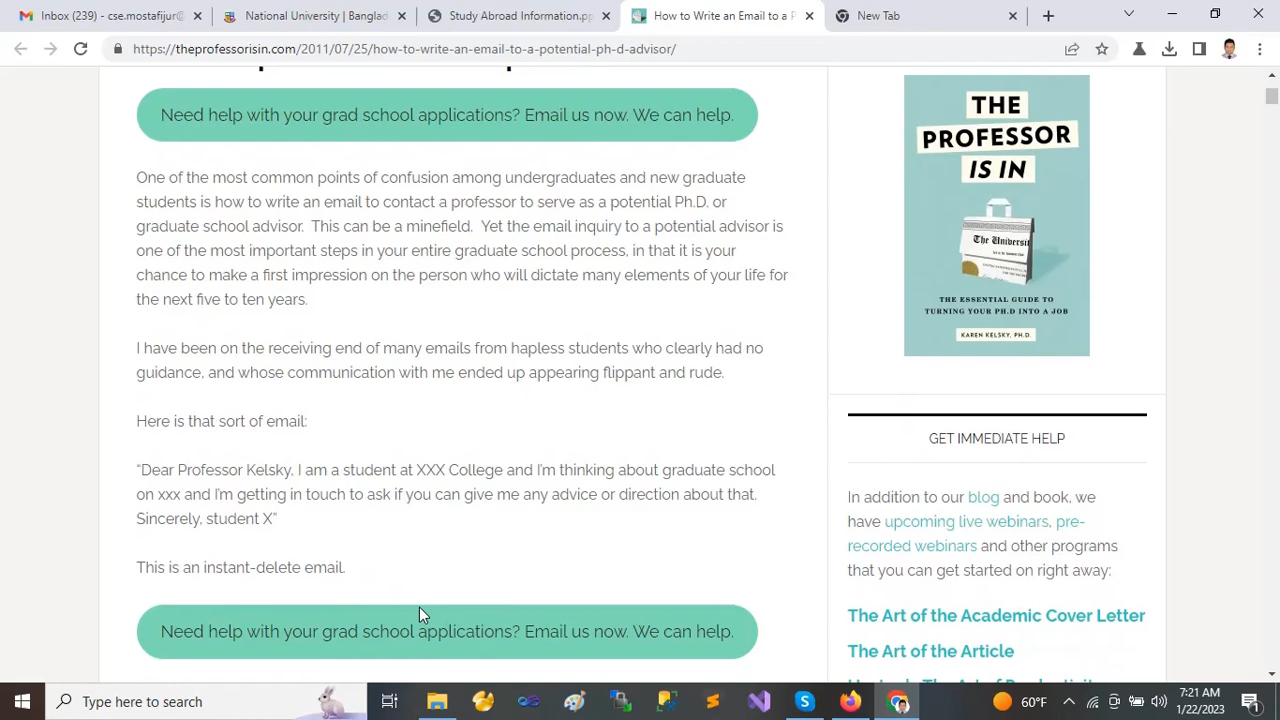 Inbox (239) - cse.mostafijur@
National University | Banglad
Study Abroad Information.pp
How to Write an Email to a P
New Tab
https://theprofessorisin.com/2011/07/25/how-to-write-an-email-to-a-potential-ph-d-advisor/
Need help with your grad school applications? Email us now. We can help.
One of the most common points of confusion among undergraduates and new graduate
students is how to write an email to contact a professor to serve as a potential Ph.D. or
graduate school advisor. This can be a minefield. Yet the email inquiry to a potential advisor is
one of the most important steps in your entire graduate school process, in that it is your
chance to make a first impression on the person who will dictate many elements of your life for
the next five to ten years.
I have been on the receiving end of many emails from hapless students who clearly had no
guidance, and whose communication with me ended up appearing flippant and rude.
Here is that sort of email:
“Dear Professor Kelsky, I am a student at XXX College and I’m thinking about graduate school
on xxx and I’m getting in touch to ask if you can give me any advice or direction about that.
Sincerely, student X”
This is an instant-delete email.
Need help with your grad school applications? Email us now. We can help.
THE
PROFESSOR
IS IN
The Universi
THE ESSENTIAL GUIDE TO
TURNING YOUR PH.D INTO A JOB
KAREN KELSKY, PH.D.
GET IMMEDIATE HELP
In addition to our blog and book, we
have upcoming live webinars, pre-
recorded webinars and other programs
that you can get started on right away:
The Art of the Academic Cover Letter
The Art of the Article
Type here to search
60°F
7:21 AM
1/22/2023
1